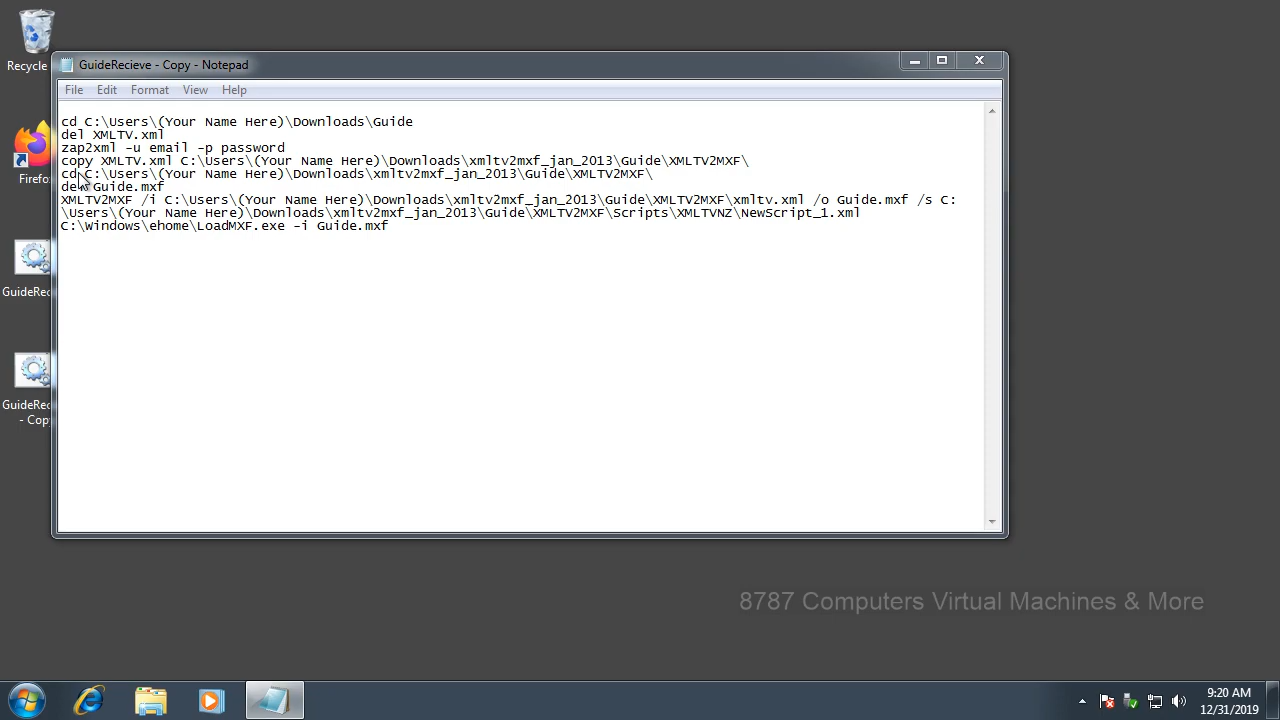 Recycle
GuideRecieve - Copy - Notepad
File Edit Format View Help
cd C:\Users\(Your Name Here)\Downloads\Guide
del XMLTV.xml
zap2xml -u email -p password
copy XMLTV.xml C:\Users\(Your Name Here)\Downloads\xmltv2mxf_jan_2013\Guide\XMLTV2MXF\
cd C:\Users\(Your Name Here)\Downloads\xmltv2mxf_jan_2013\Guide\XMLTV2MXF\
del Guide.mxf
XMLTV2MXF /i C:\Users\(Your Name Here)\Downloads\xmltv2mxf_jan_2013\Guide\XMLTV2MXF\xmltv.xml /o Guide.mxf /s C:
\Users\(Your Name Here)\Downloads\xmltv2mxf_jan_2013\Guide\XMLTV2MXF\Scripts\XMLTVNZ\NewScript_1.xml
C:\Windows\ehome\LoadMXF.exe -i Guide.mxf
Firefo
GuideRec
GuideRec
- Cop
8787 Computers Virtual Machines & More
9:20 AM
12/31/2019